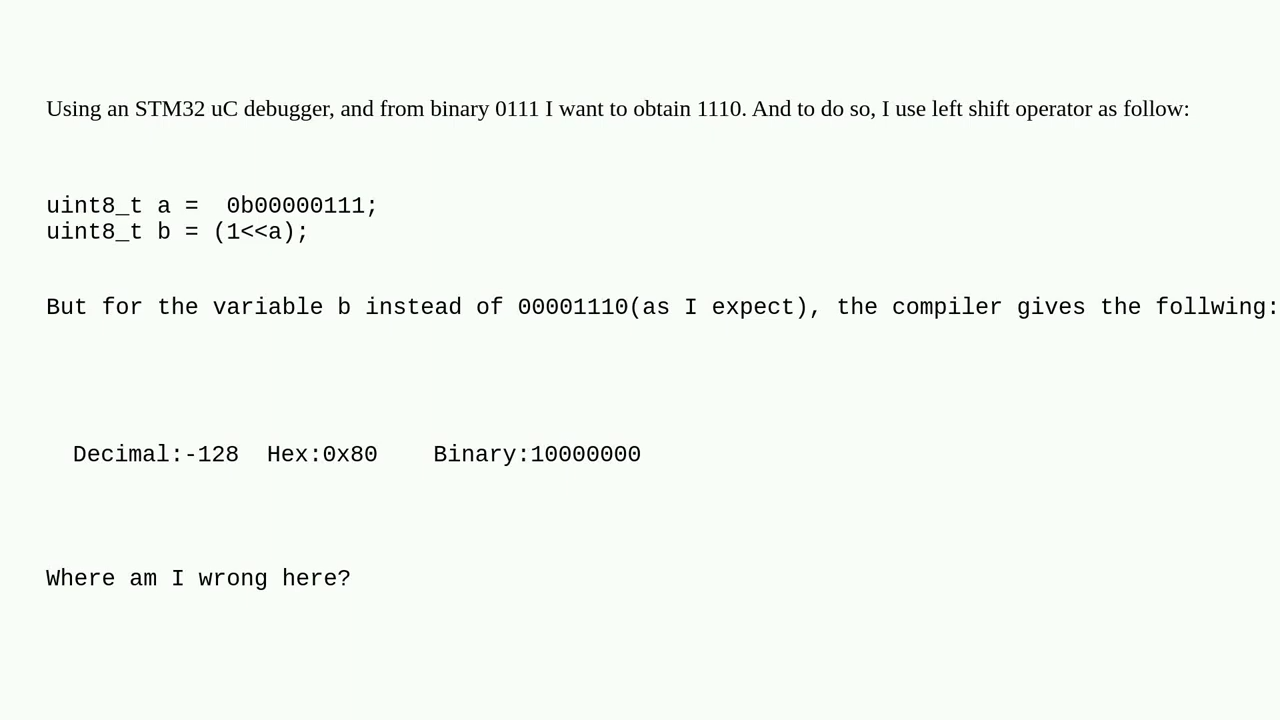 Using an STM32 uC debugger, and from binary 0111 I want to obtain 1110. And to do so, I use left shift operator as follow:
uint8_t a =  0b00000111;
uint8_t b = (1<<a);
But for the variable b instead of 00001110(as I expect), the compiler gives the follwing:
Decimal:-128  Hex:0x80    Binary:10000000
Where am I wrong here?